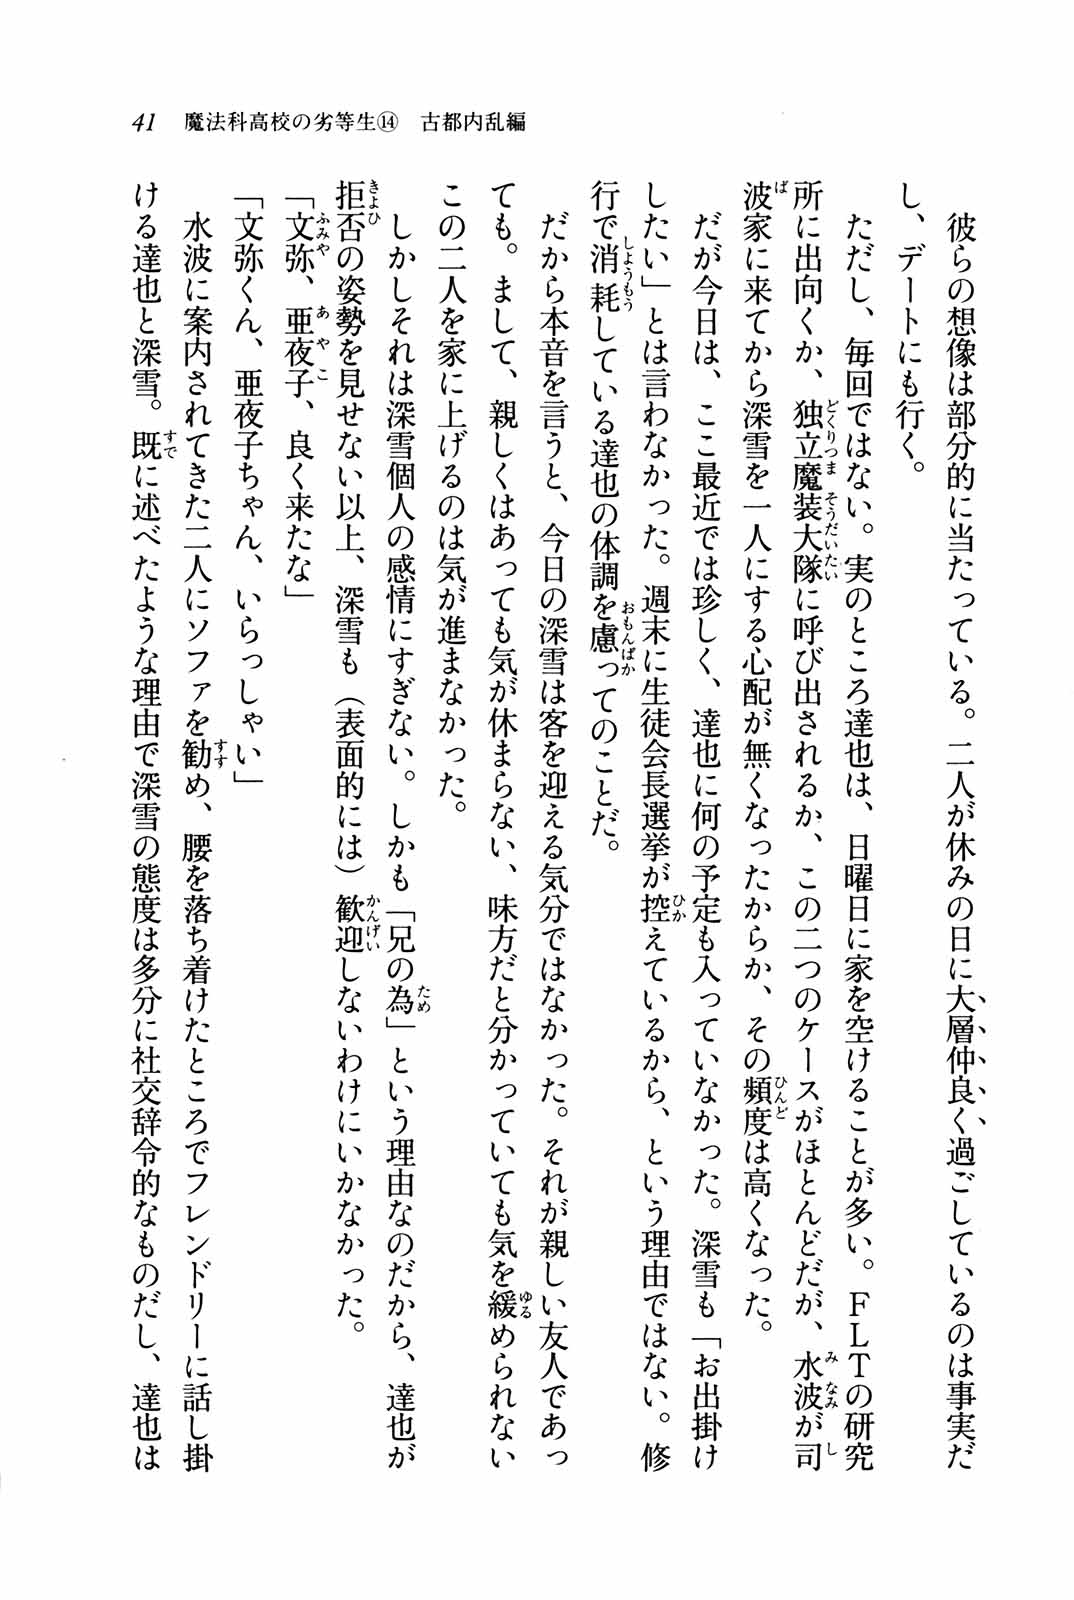 41　魔法科高校の劣等生⑭　古都内乱編
彼らの想像は部分的に当たっている。二人が休みの日に大層仲良く過ごしているのは事実だ
し、デートにも行く。
ただし、毎回ではない。実のところ達也は、日曜日に家を空けることが多い。ＦＬＴの研究
所に出向くか、独立魔装大隊に呼び出されるか、この二つのケースがほとんどだが、水波が司
波家に来てから深雪を一人にする心配が無くなったからか、その頻度は高くなった。
だが今日は、ここ最近では珍しく、達也に何の予定も入っていなかった。深雪も「お出掛け
したい」とは言わなかった。週末に生徒会長選挙が控えているから、という理由ではない。修
行で消耗している達也の体調を慮ってのことだ。
だから本音を言うと、今日の深雪は客を迎える気分ではなかった。それが親しい友人であっ
ても。まして、親しくはあっても気が休まらない、味方だと分かっていても気を緩められない
この二人を家に上げるのは気が進まなかった。
しかしそれは深雪個人の感情にすぎない。しかも「兄の為」という理由なのだから、達也が
拒否の姿勢を見せない以上、深雪も（表面的には）歓迎しないわけにいかなかった。
「文弥、亜夜子、良く来たな」
「文弥くん、亜夜子ちゃん、いらっしゃい」
水波に案内されてきた二人にソファを勧め、腰を落ち着けたところでフレンドリーに話し掛
ける達也と深雪。既に述べたような理由で深雪の態度は多分に社交辞令的なものだし、達也は